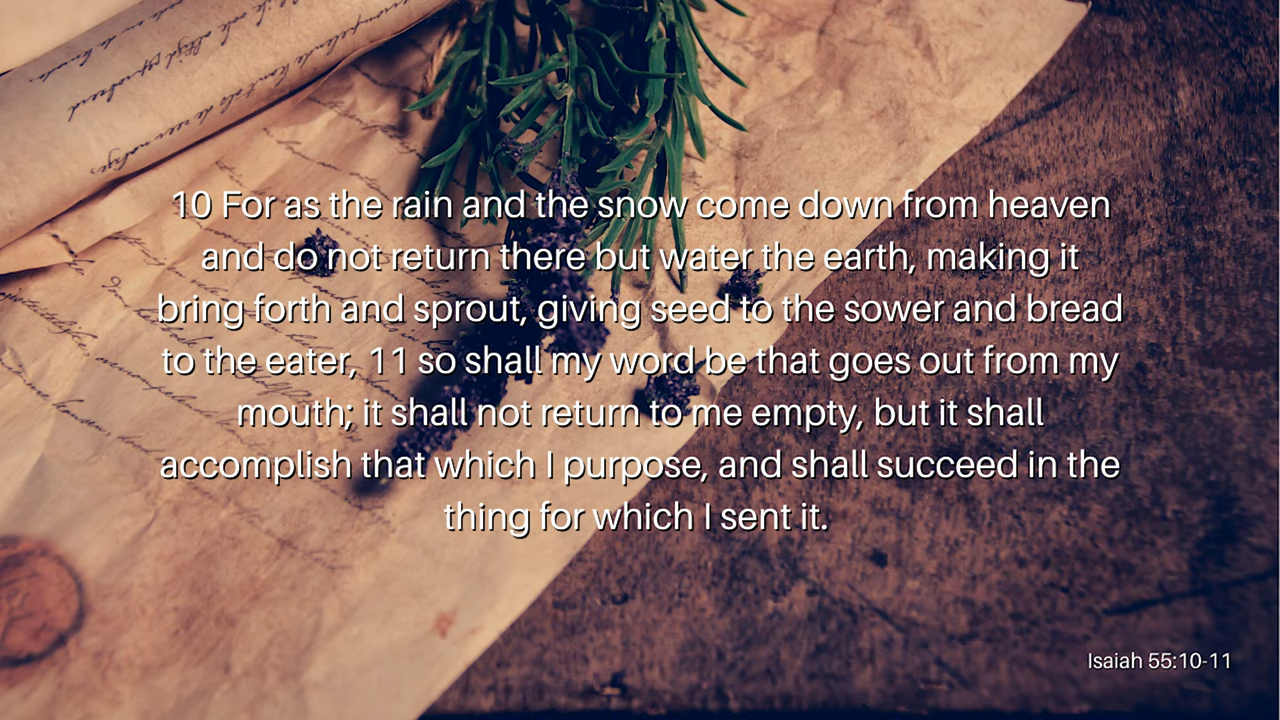 10 For as the rain and the snow come down from heaven
and do not return there but water the earth, making it
bring forth and sprout, giving seed to the sower and bread
to the eater, 11 so shall my word be that goes out from my
mouth; it shall not return to me empty, but it shall
accomplish that which I purpose, and shall succeed in the
thing for which I sent it.
Isaiah 55:10-11